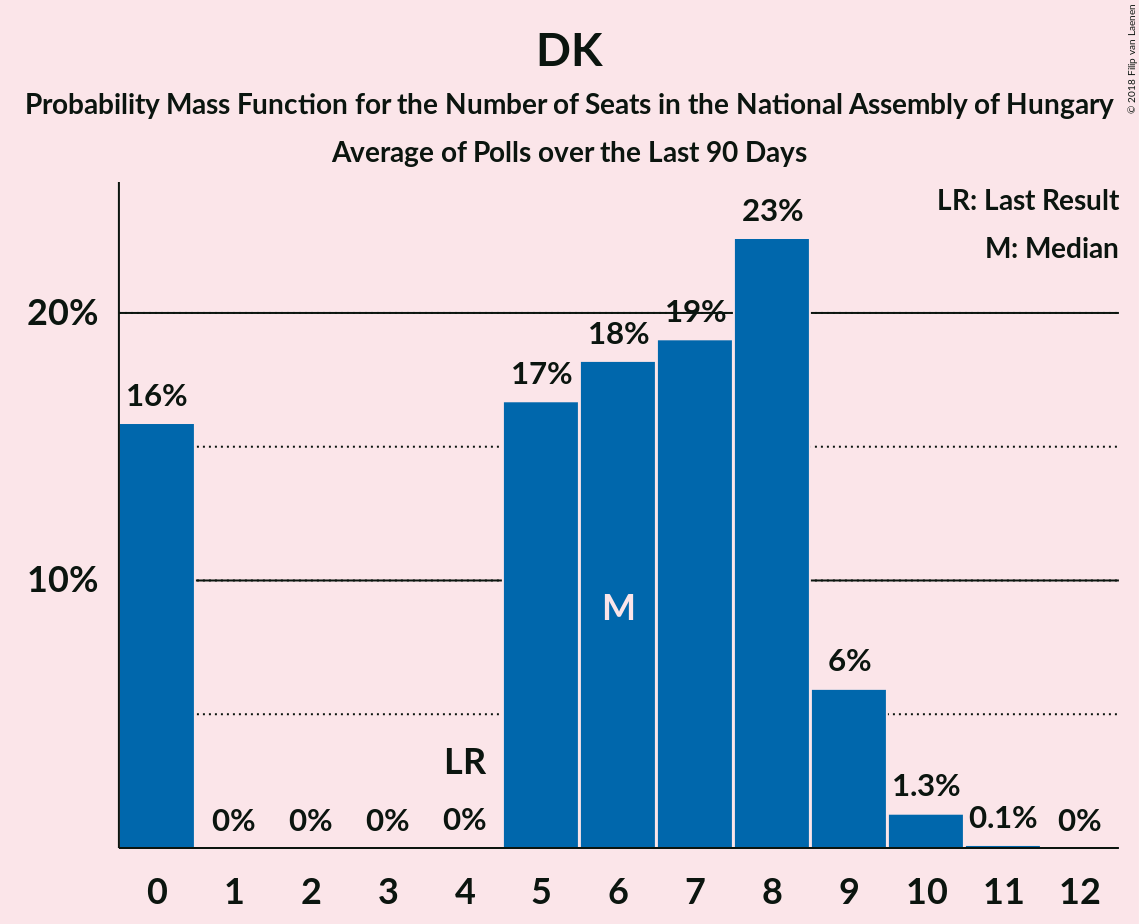 DK
Probability Mass Function for the Number of Seats in the National Assembly of Hungary
Average of Polls over the Last 90 Days
© 2018 Filip van Laenen
LR: Last Result
M: Median
23%
20%
19%
18%
17%
16%
10%
M
6%
LR
1.3%
0% 0% 0% 0% 0.1% 0%
0 1 2 3 4 5 6 7 8 9 10 11 12